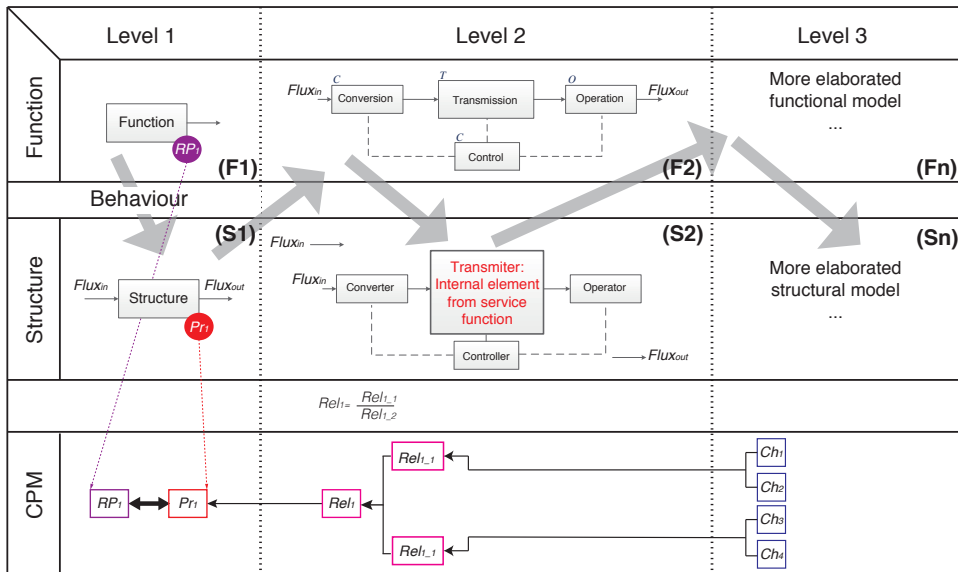 Level 1
Level 2
Level 3
Function
Function
RP1
(F1)
Fluxin
C
Conversion
T
Transmission
O
Operation
Fluxout
C
Control
(F2)
More elaborated
functional model
...
(Fn)
Behaviour
Structure
(S1)
Fluxin
Structure
Fluxout
Pr1
Fluxin
(S2)
Fluxin
Converter
Transmiter:
Internal element
from service
function
Operator
Controller
Fluxout
(Sn)
More elaborated
structural model
...
Rel1= Rel1_1
Rel1_2
CPM
RP1
Pr1
Rel1
Rel1_1
Rel1_1
Ch1
Ch2
Ch3
Ch4